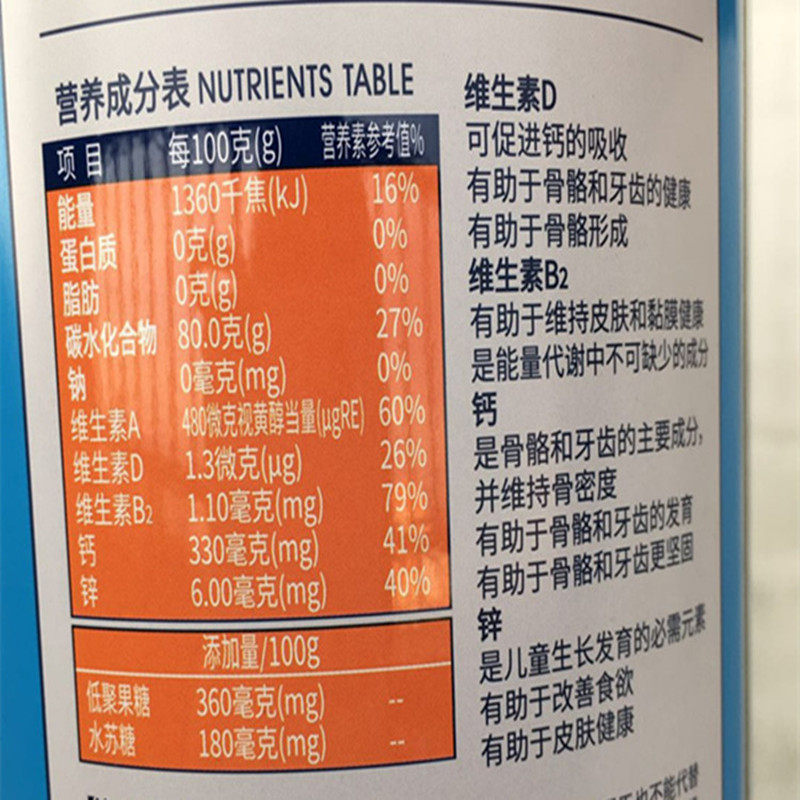 营养成分表 NUTRIENTS TABLE
项目 每100克(g) 营养素参考值%
能量 1360千焦(kJ) 16%
蛋白质 0克(g) 0%
脂肪 0克(g) 0%
碳水化合物 80.0克(g) 27%
钠 0毫克(mg) 0%
维生素A 480微克视黄醇当量(μgRE) 60%
维生素D 1.3微克(μg) 26%
维生素B2 1.10毫克(mg) 79%
钙 330毫克(mg) 41%
锌 6.00毫克(mg) 40%
添加量/100g
低聚果糖 360毫克(mg) --
水苏糖 180毫克(mg) --
维生素D
可促进钙的吸收
有助于骨骼和牙齿的健康
有助于骨骼形成
维生素B2
有助于维持皮肤和黏膜健康
是能量代谢中不可缺少的成分
钙
是骨骼和牙齿的主要成分,
并维持骨密度
有助于骨骼和牙齿的发育
有助于骨骼和牙齿更坚固
锌
是儿童生长发育的必需元素
有助于改善食欲
有助于皮肤健康
也不能代替